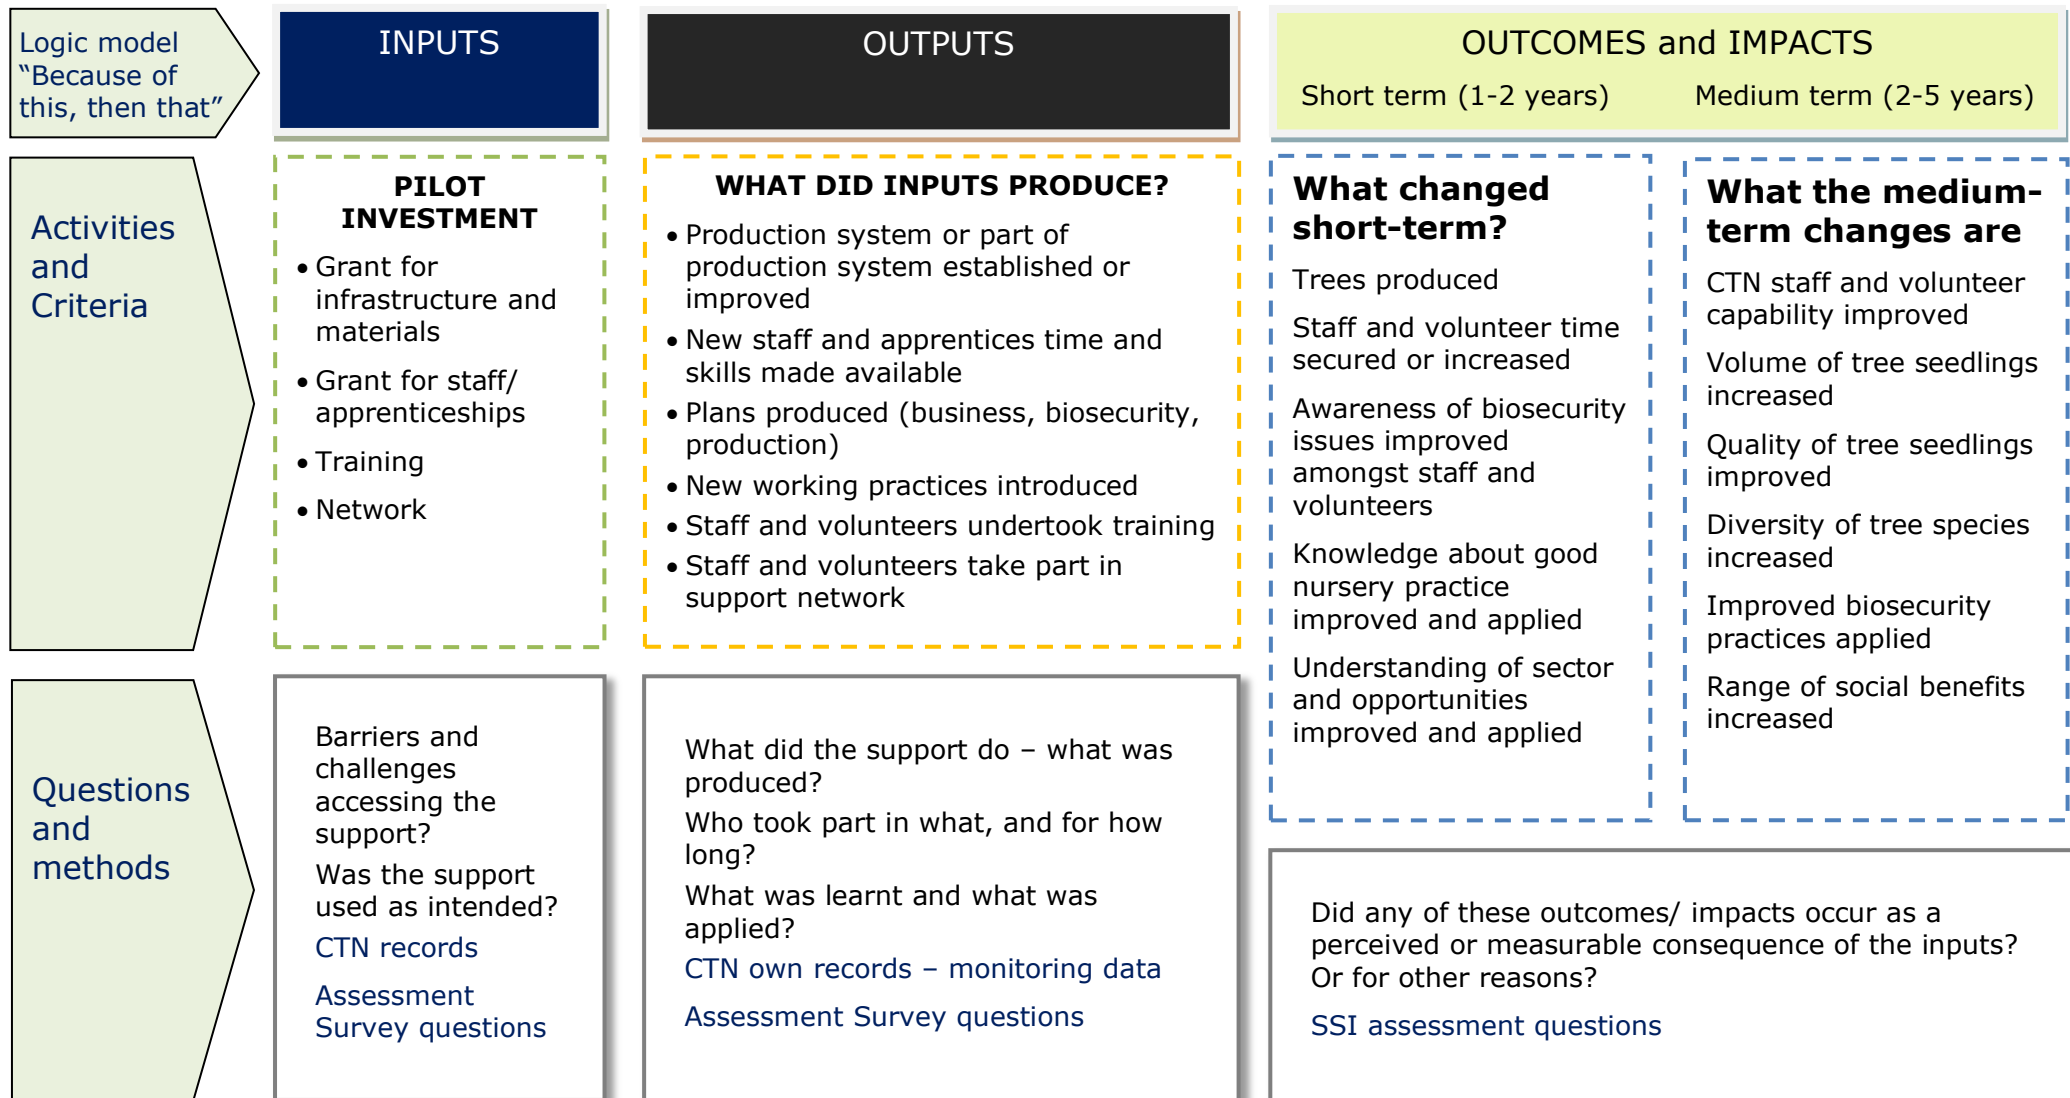 Logic model
“Because of
this, then that”
INPUTS
OUTPUTS
OUTCOMES and IMPACTS
Short term (1-2 years)
Medium term (2-5 years)
Activities
and
Criteria
PILOT
INVESTMENT
• Grant for
infrastructure and
materials
• Grant for staff/
apprenticeships
• Training
• Network
WHAT DID INPUTS PRODUCE?
• Production system or part of
production system established or
improved
• New staff and apprentices time and
skills made available
• Plans produced (business, biosecurity,
production)
• New working practices introduced
• Staff and volunteers undertook training
• Staff and volunteers take part in
support network
What changed
short-term?
Trees produced
Staff and volunteer time
secured or increased
Awareness of biosecurity
issues improved
amongst staff and
volunteers
Knowledge about good
nursery practice
improved and applied
Understanding of sector
and opportunities
improved and applied
What the medium-
term changes are
CTN staff and volunteer
capability improved
Volume of tree seedlings
increased
Quality of tree seedlings
improved
Diversity of tree species
increased
Improved biosecurity
practices applied
Range of social benefits
increased
Questions
and
methods
Barriers and
challenges
accessing the
support?
Was the support
used as intended?
CTN records
Assessment
Survey questions
What did the support do – what was
produced?
Who took part in what, and for how
long?
What was learnt and what was
applied?
CTN own records – monitoring data
Assessment Survey questions
Did any of these outcomes/ impacts occur as a
perceived or measurable consequence of the inputs?
Or for other reasons?
SSI assessment questions